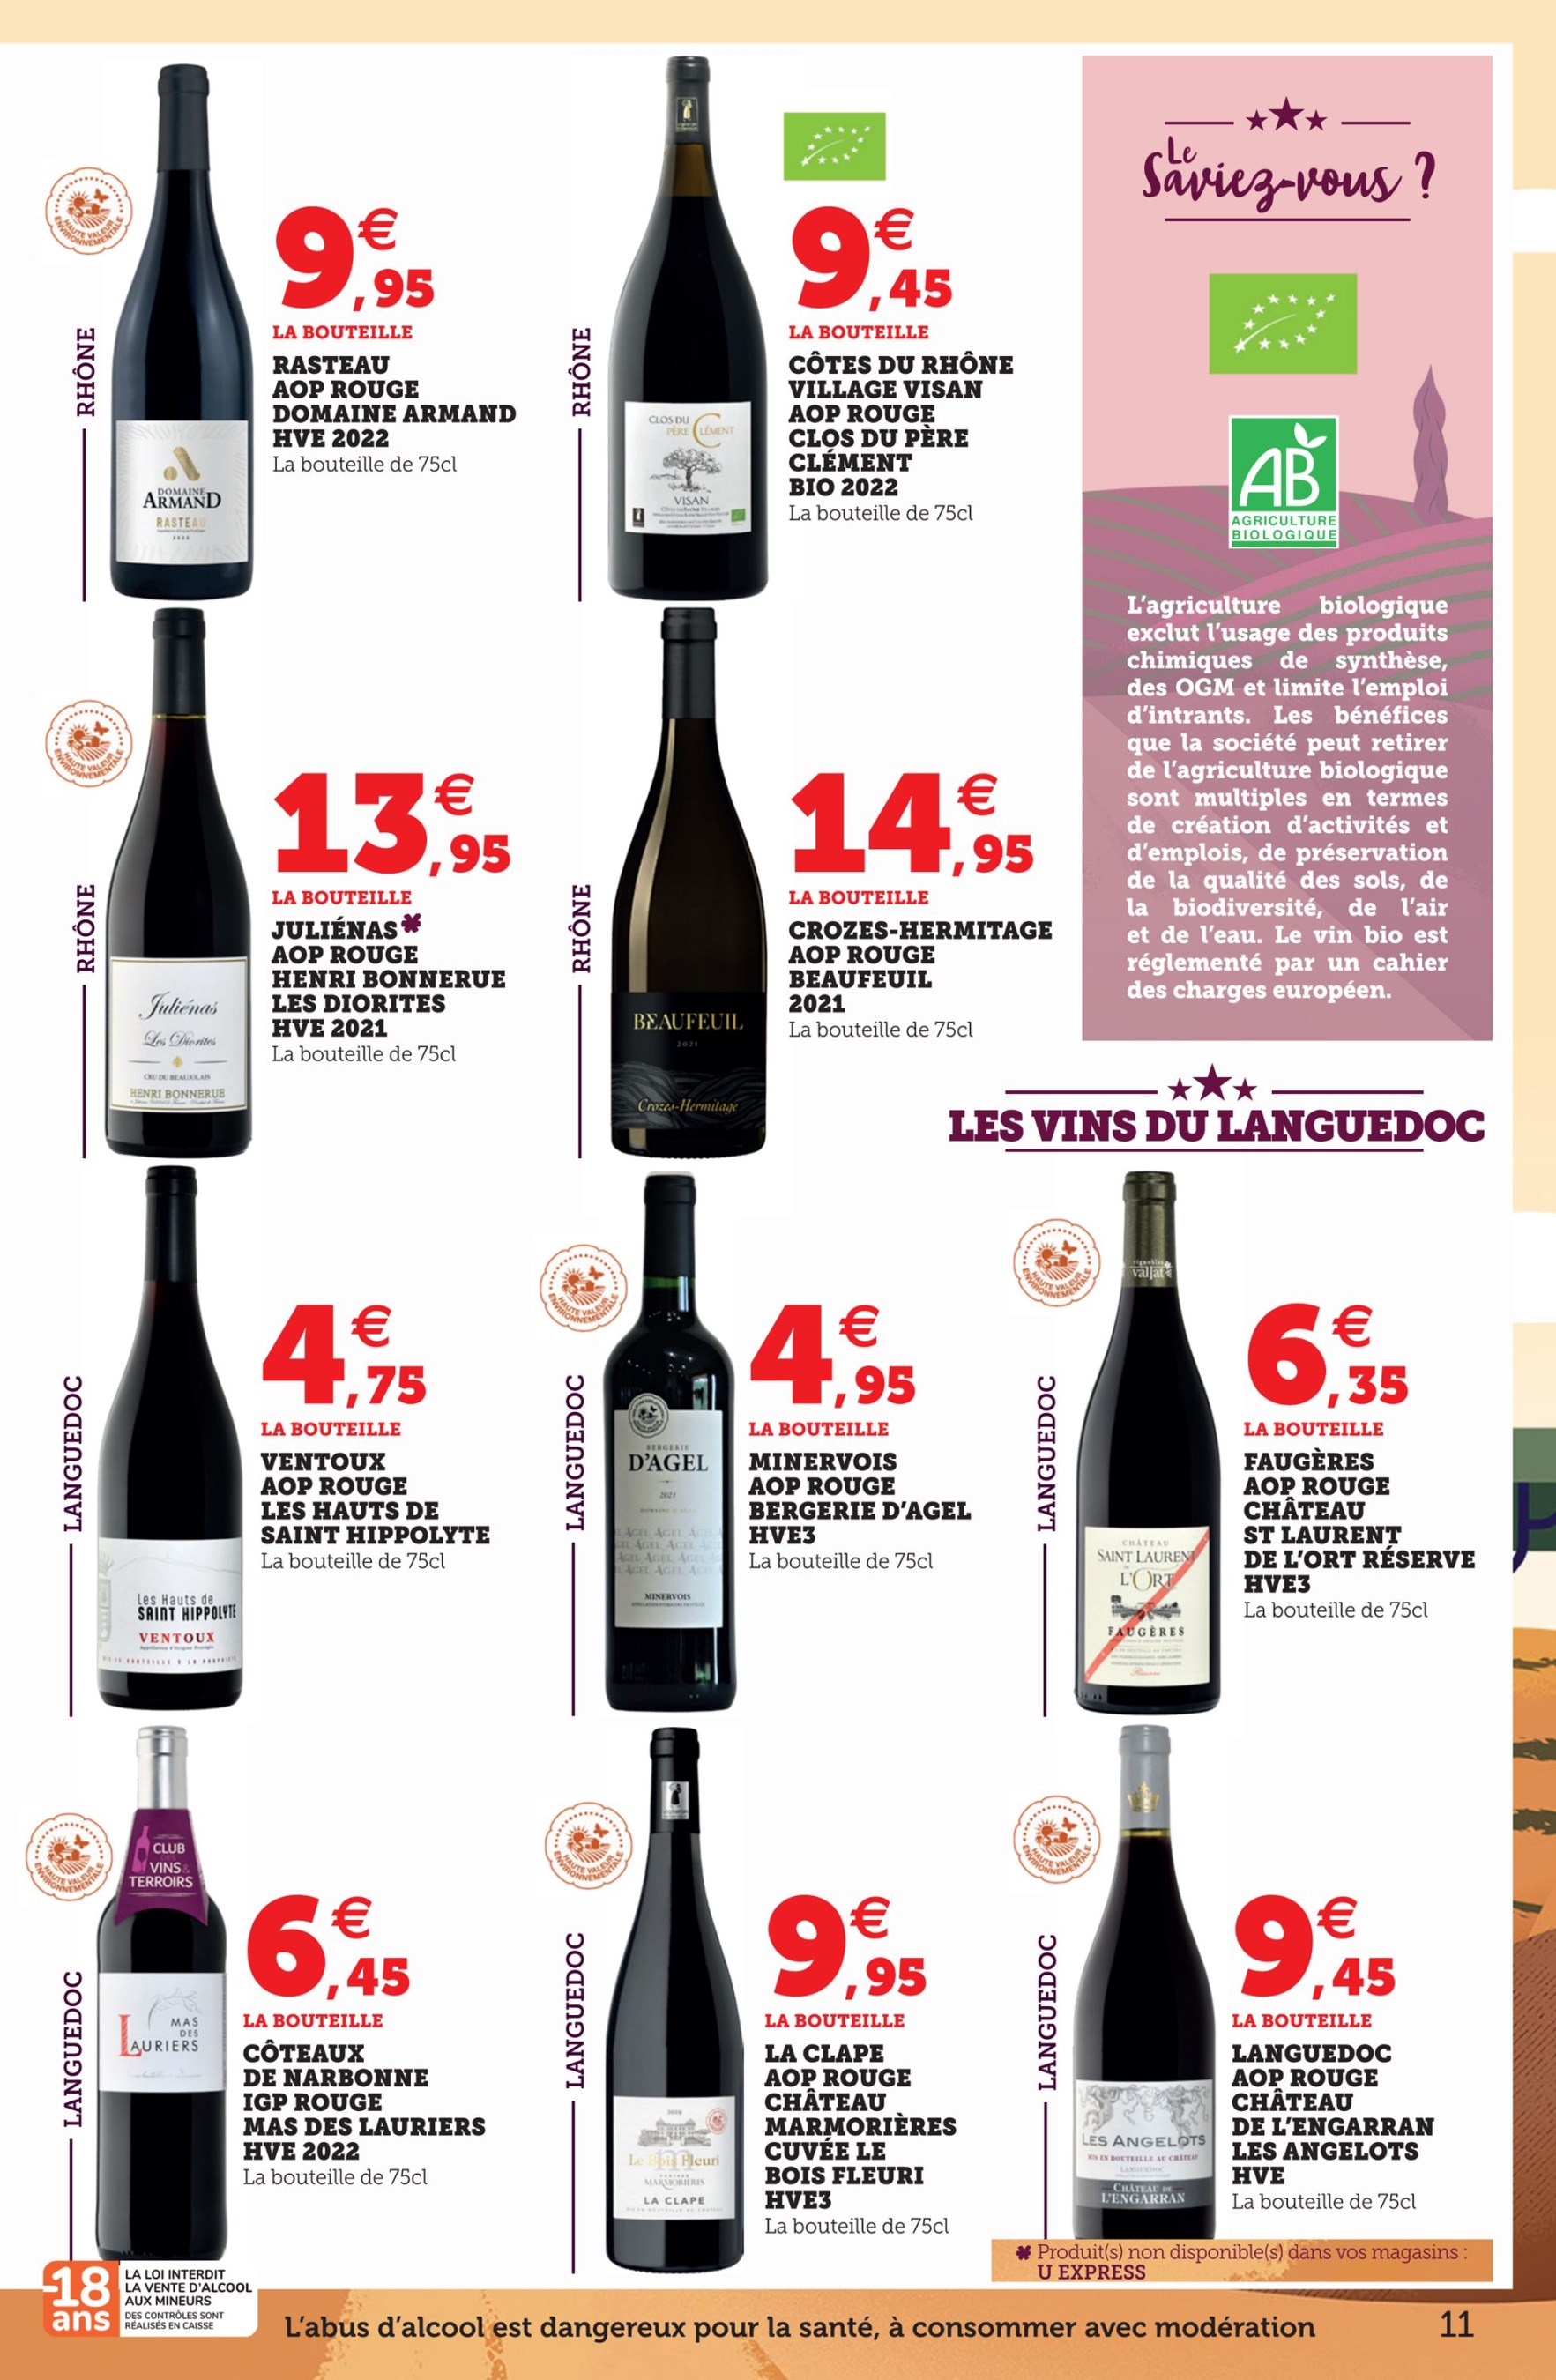 HAUTE VALEUR
ENVIRONNEMENTALE
RHÔNE
DOMAINE
ARMAND
RASTEAU
9€,95
LA BOUTEILLE
RASTEAU
AOP ROUGE
DOMAINE ARMAND
HVE 2022
La bouteille de 75cl
RHÔNE
CLOS DU
PÈRE CLÉMENT
VISAN
9€,45
LA BOUTEILLE
CÔTES DU RHÔNE
VILLAGE VISAN
AOP ROUGE
CLOS DU PÈRE
CLÉMENT
BIO 2022
La bouteille de 75cl
Le
Saviez-vous ?
AB
AGRICULTURE
BIOLOGIQUE
L'agriculture biologique
exclut l'usage des produits
chimiques de synthèse,
des OGM et limite l'emploi
d'intrants. Les bénéfices
que la société peut retirer
de l'agriculture biologique
sont multiples en termes
de création d'activités et
d'emplois, de préservation
de la qualité des sols, de
la biodiversité, de l'air
et de l'eau. Le vin bio est
réglementé par un cahier
des charges européen.
HAUTE VALEUR
ENVIRONNEMENTALE
RHÔNE
Juliénas
Les Diorites
CRU DU BEAUJOLAIS
HENRI BONNERUE
13€,95
LA BOUTEILLE
JULIÉNAS*
AOP ROUGE
HENRI BONNERUE
LES DIORITES
HVE 2021
La bouteille de 75cl
RHÔNE
BEAUFEUIL
2021
Crozes-Hermitage
14€,95
LA BOUTEILLE
CROZES-HERMITAGE
AOP ROUGE
BEAUFEUIL
2021
La bouteille de 75cl
LES VINS DU LANGUEDOC
LANGUEDOC
Les Hauts de
SAINT HIPPOLYTE
VENTOUX
4€,75
LA BOUTEILLE
VENTOUX
AOP ROUGE
LES HAUTS DE
SAINT HIPPOLYTE
La bouteille de 75cl
HAUTE VALEUR
ENVIRONNEMENTALE
LANGUEDOC
BERGERIE
D'AGEL
2021
MINERVOIS
4€,95
LA BOUTEILLE
MINERVOIS
AOP ROUGE
BERGERIE D'AGEL
HVE3
La bouteille de 75cl
HAUTE VALEUR
ENVIRONNEMENTALE
LANGUEDOC
vignobles
valjat
CHÂTEAU
SAINT LAURENT
L'ORT
FAUGÈRES
Réserve
6€,35
LA BOUTEILLE
FAUGÈRES
AOP ROUGE
CHÂTEAU
ST LAURENT
DE L'ORT RÉSERVE
HVE3
La bouteille de 75cl
HAUTE VALEUR
ENVIRONNEMENTALE
LANGUEDOC
CLUB
DES
VINS &
TERROIRS
MAS
DES
LAURIERS
6€,45
LA BOUTEILLE
CÔTEAUX
DE NARBONNE
IGP ROUGE
MAS DES LAURIERS
HVE 2022
La bouteille de 75cl
HAUTE VALEUR
ENVIRONNEMENTALE
LANGUEDOC
2019
Le Bois Fleuri
CHÂTEAU
MARMORIÈRES
LA CLAPE
9€,95
LA BOUTEILLE
LA CLAPE
AOP ROUGE
CHÂTEAU
MARMORIÈRES
CUVÉE LE
BOIS FLEURI
HVE3
La bouteille de 75cl
HAUTE VALEUR
ENVIRONNEMENTALE
LANGUEDOC
LES ANGELOTS
MIS EN BOUTEILLE AU CHÂTEAU
LANGUEDOC
CHÂTEAU DE
L'ENGARRAN
9€,45
LA BOUTEILLE
LANGUEDOC
AOP ROUGE
CHÂTEAU
DE L'ENGARRAN
LES ANGELOTS
HVE
La bouteille de 75cl
* Produit(s) non disponible(s) dans vos magasins :
U EXPRESS
-18
ans
LA LOI INTERDIT
LA VENTE D'ALCOOL
AUX MINEURS
DES CONTRÔLES SONT
RÉALISÉS EN CAISSE
L'abus d'alcool est dangereux pour la santé, à consommer avec modération
11